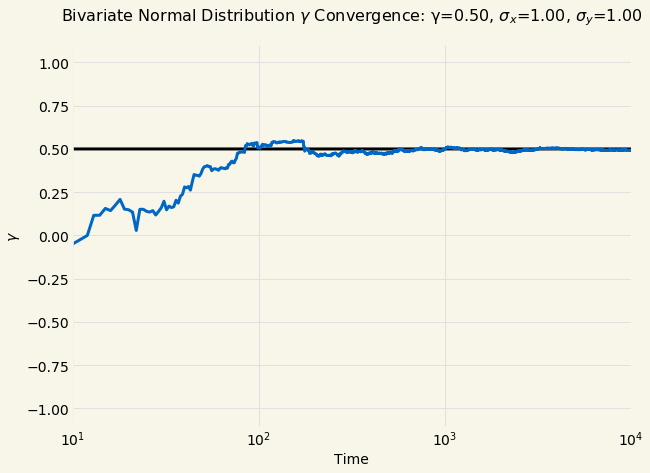 Bivariate Normal Distribution γ Convergence: γ=0.50, σₓ=1.00, σᵧ=1.00
1.00
0.75
0.50
0.25
0.00
−0.25
−0.50
−0.75
−1.00
γ
10¹ 10² 10³ 10⁴
Time